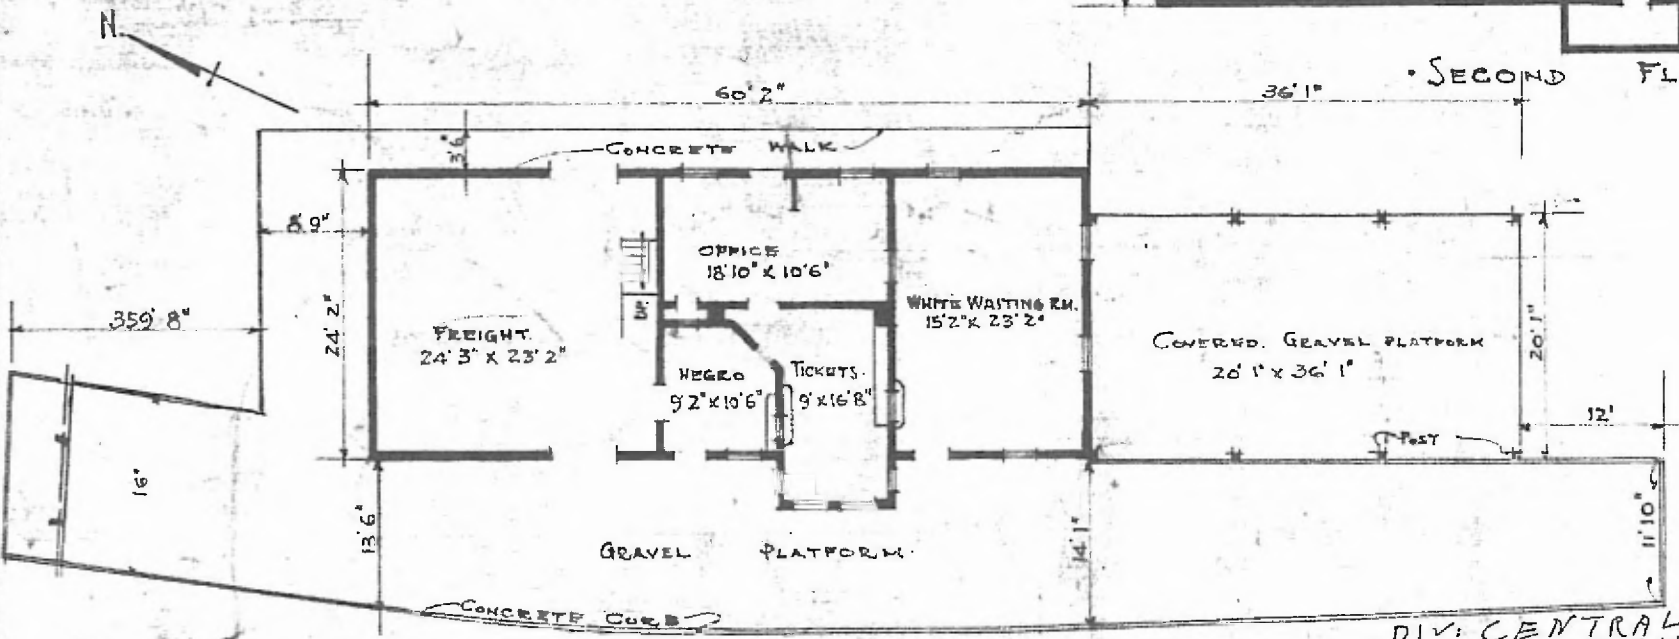 N.
• SECOND FL
60' 2"
36' 1"
3'6"
CONCRETE WALK
8' 9"
OFFICE
18'10" X 10'6"
359' 8"
24' 2"
DN.
FREIGHT.
24' 3" X 23' 2"
WHITE WAITING RM.
15'2" X 23' 2"
COVERED. GRAVEL PLATFORM
20' 1" X 36' 1"
20' 1"
NEGRO
9'2" X 10'6"
TICKETS.
9' X 16'8"
12'
POST
16'
13' 6"
GRAVEL PLATFORM.
14' 1"
11' 10"
CONCRETE CURB
DIV: CENTRAL